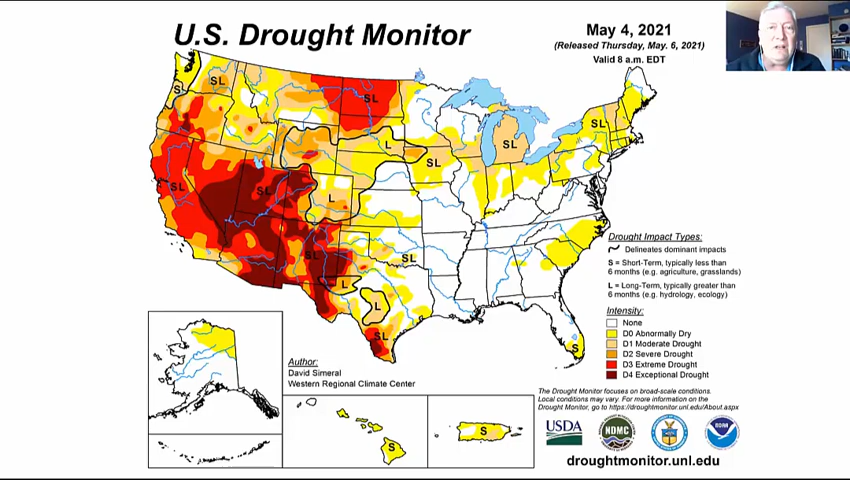 U.S. Drought Monitor
May 4, 2021
(Released Thursday, May. 6, 2021)
Valid 8 a.m. EDT
SL
S
SL
SL
L
SL
SL
SL
SL
L
SL
SL
L
L
SL
S
Drought Impact Types:
Delineates dominant impacts
S = Short-Term, typically less than
6 months (e.g. agriculture, grasslands)
L = Long-Term, typically greater than
6 months (e.g. hydrology, ecology)
Intensity:
None
D0 Abnormally Dry
D1 Moderate Drought
D2 Severe Drought
D3 Extreme Drought
D4 Exceptional Drought
Author:
David Simeral
Western Regional Climate Center
S
S
The Drought Monitor focuses on broad-scale conditions.
Local conditions may vary. For more information on the
Drought Monitor, go to https://droughtmonitor.unl.edu/About.aspx
USDA
NDMC
droughtmonitor.unl.edu